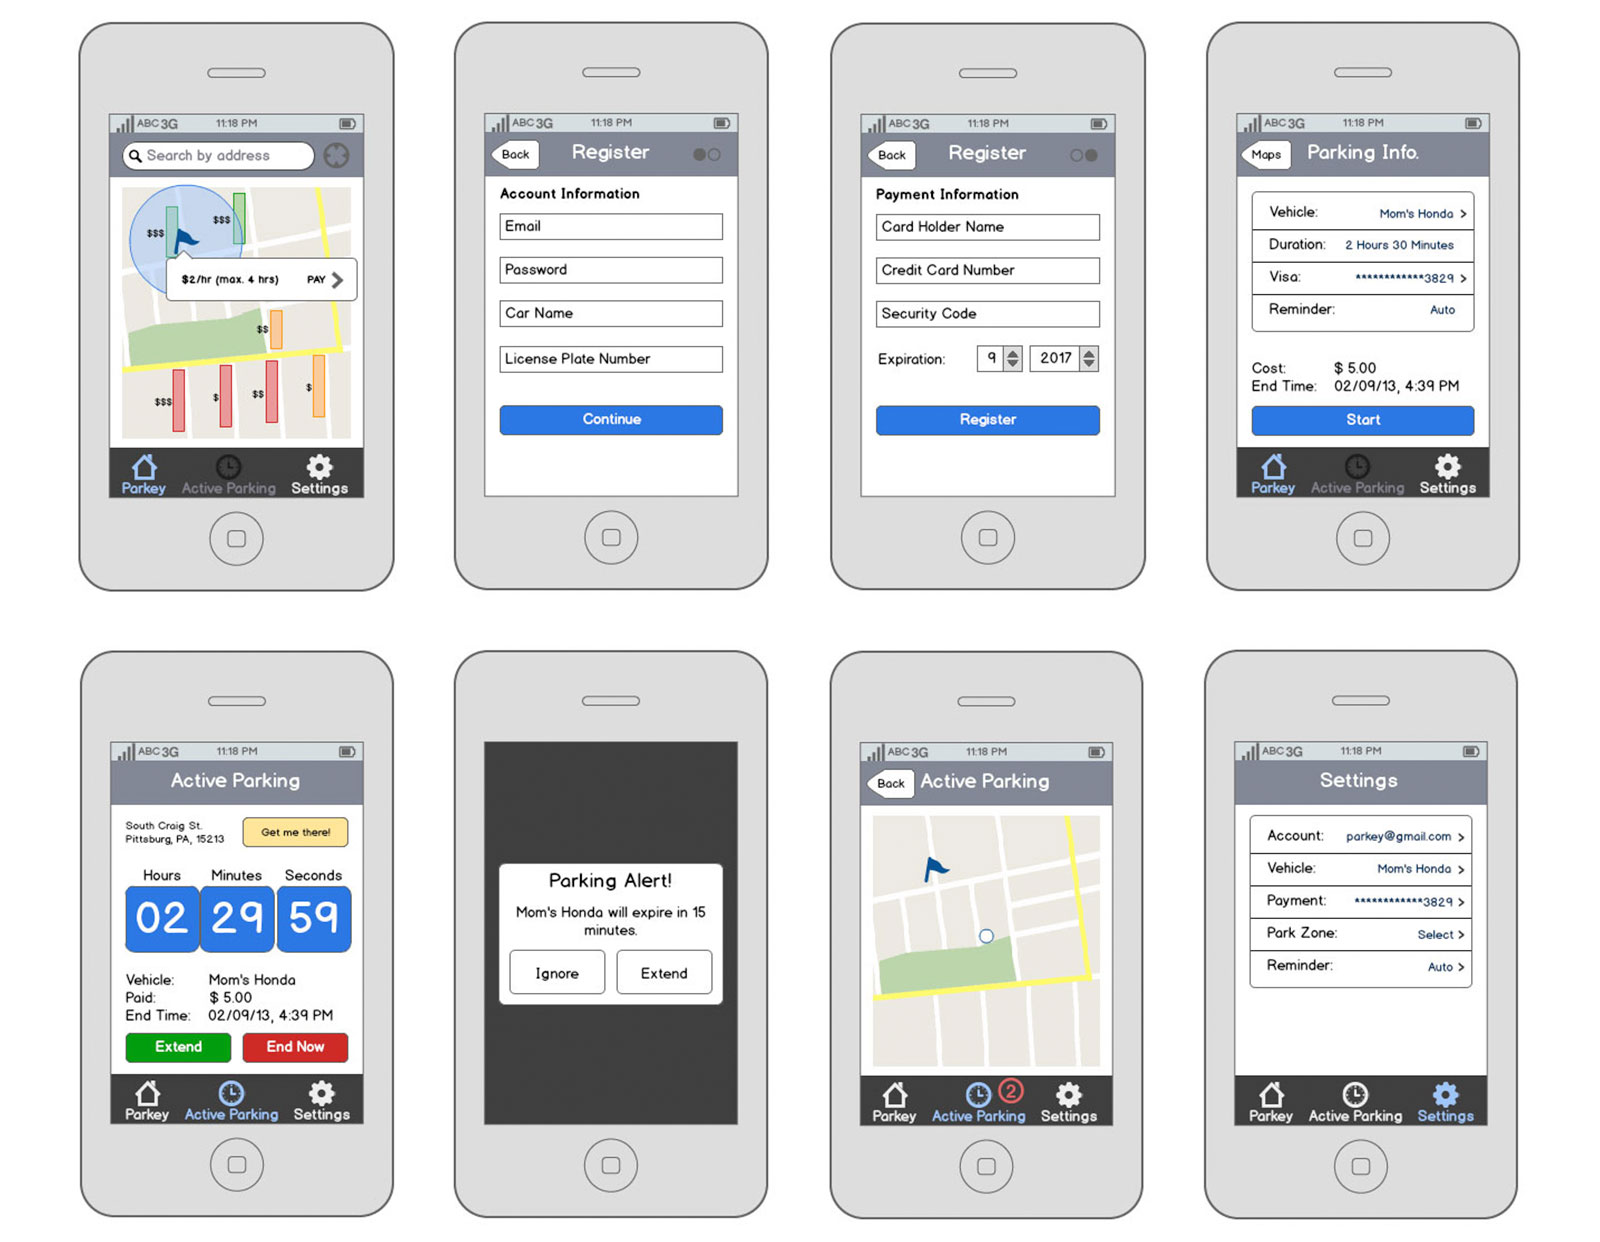 ABC 3G 11:18 PM
Search by address
$$$
$$$
$2/hr (max. 4 hrs) PAY
$$
$$$
$
$$
$
Parkey Active Parking Settings
ABC 3G 11:18 PM
Back Register
Account Information
Email
Password
Car Name
License Plate Number
Continue
ABC 3G 11:18 PM
Back Register
Payment Information
Card Holder Name
Credit Card Number
Security Code
Expiration: 9 2017
Register
ABC 3G 11:18 PM
Maps Parking Info.
Vehicle: Mom's Honda >
Duration: 2 Hours 30 Minutes
Visa: ************3829 >
Reminder: Auto
Cost: $ 5.00
End Time: 02/09/13, 4:39 PM
Start
Parkey Active Parking Settings
ABC 3G 11:18 PM
Active Parking
South Craig St.
Pittsburg, PA, 15213
Get me there!
Hours Minutes Seconds
02 29 59
Vehicle: Mom's Honda
Paid: $ 5.00
End Time: 02/09/13, 4:39 PM
Extend End Now
Parkey Active Parking Settings
Parking Alert!
Mom's Honda will expire in 15
minutes.
Ignore Extend
ABC 3G 11:18 PM
Back Active Parking
2
Parkey Active Parking Settings
ABC 3G 11:18 PM
Settings
Account: parkey@gmail.com >
Vehicle: Mom's Honda >
Payment: ************3829 >
Park Zone: Select >
Reminder: Auto >
Parkey Active Parking Settings